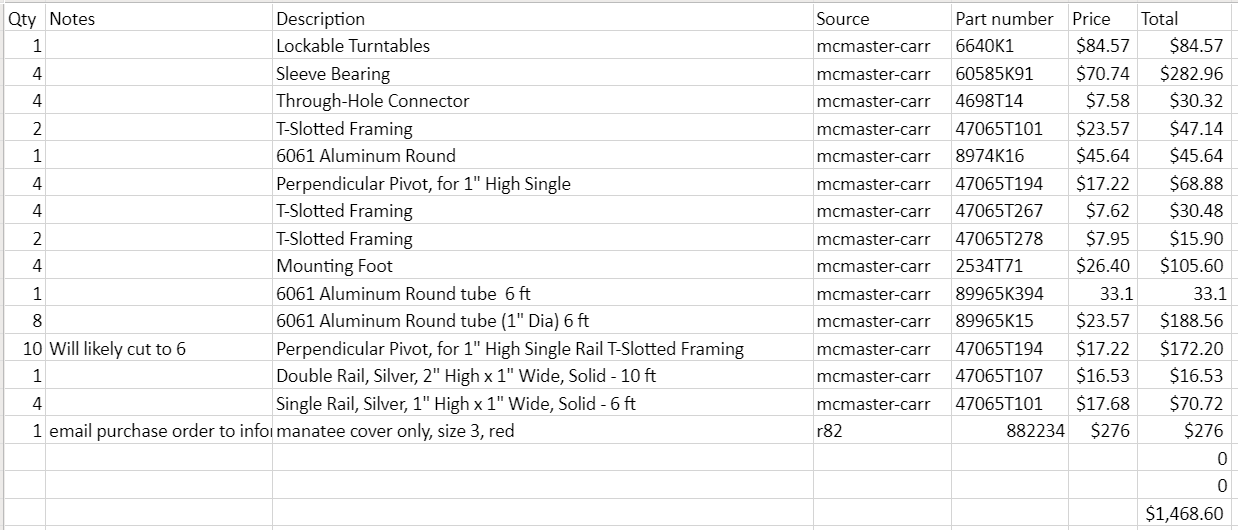 Qty Notes Description Source Part number Price Total
1 Lockable Turntables mcmaster-carr 6640K1 $84.57 $84.57
4 Sleeve Bearing mcmaster-carr 60585K91 $70.74 $282.96
4 Through-Hole Connector mcmaster-carr 4698T14 $7.58 $30.32
2 T-Slotted Framing mcmaster-carr 47065T101 $23.57 $47.14
1 6061 Aluminum Round mcmaster-carr 8974K16 $45.64 $45.64
4 Perpendicular Pivot, for 1" High Single mcmaster-carr 47065T194 $17.22 $68.88
4 T-Slotted Framing mcmaster-carr 47065T267 $7.62 $30.48
2 T-Slotted Framing mcmaster-carr 47065T278 $7.95 $15.90
4 Mounting Foot mcmaster-carr 2534T71 $26.40 $105.60
1 6061 Aluminum Round tube 6 ft mcmaster-carr 89965K394 33.1 33.1
8 6061 Aluminum Round tube (1" Dia) 6 ft mcmaster-carr 89965K15 $23.57 $188.56
10 Will likely cut to 6 Perpendicular Pivot, for 1" High Single Rail T-Slotted Framing mcmaster-carr 47065T194 $17.22 $172.20
1 Double Rail, Silver, 2" High x 1" Wide, Solid - 10 ft mcmaster-carr 47065T107 $16.53 $16.53
4 Single Rail, Silver, 1" High x 1" Wide, Solid - 6 ft mcmaster-carr 47065T101 $17.68 $70.72
1 email purchase order to info manatee cover only, size 3, red r82 882234 $276 $276
0
0
$1,468.60